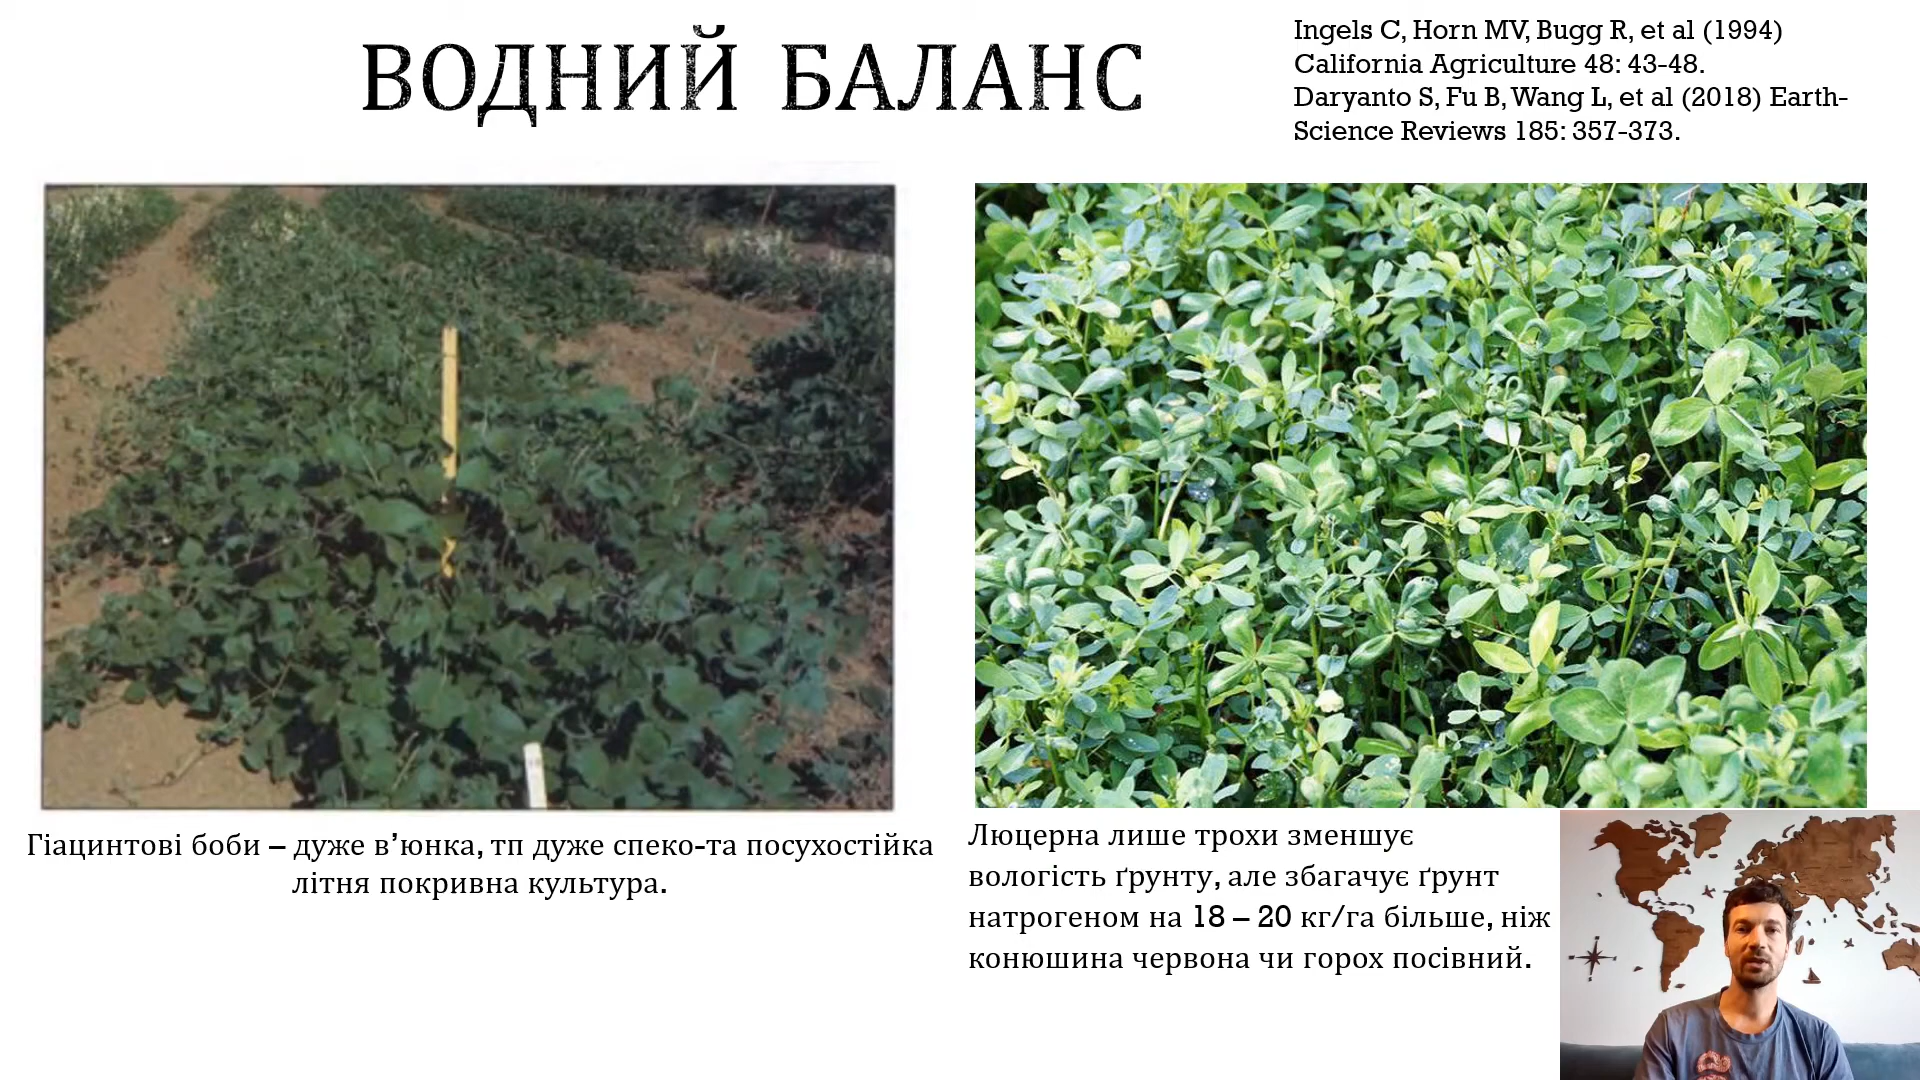 ВОДНИЙ БАЛАНС
Ingels C, Horn MV, Bugg R, et al (1994)
California Agriculture 48: 43-48.
Daryanto S, Fu B, Wang L, et al (2018) Earth-
Science Reviews 185: 357-373.
Гіацинтові боби – дуже в’юнка, тп дуже спеко-та посухостійка
літня покривна культура.
Люцерна лише трохи зменшує
вологість ґрунту, але збагачує ґрунт
натрогеном на 18 – 20 кг/га більше, ніж
конюшина червона чи горох посівний.